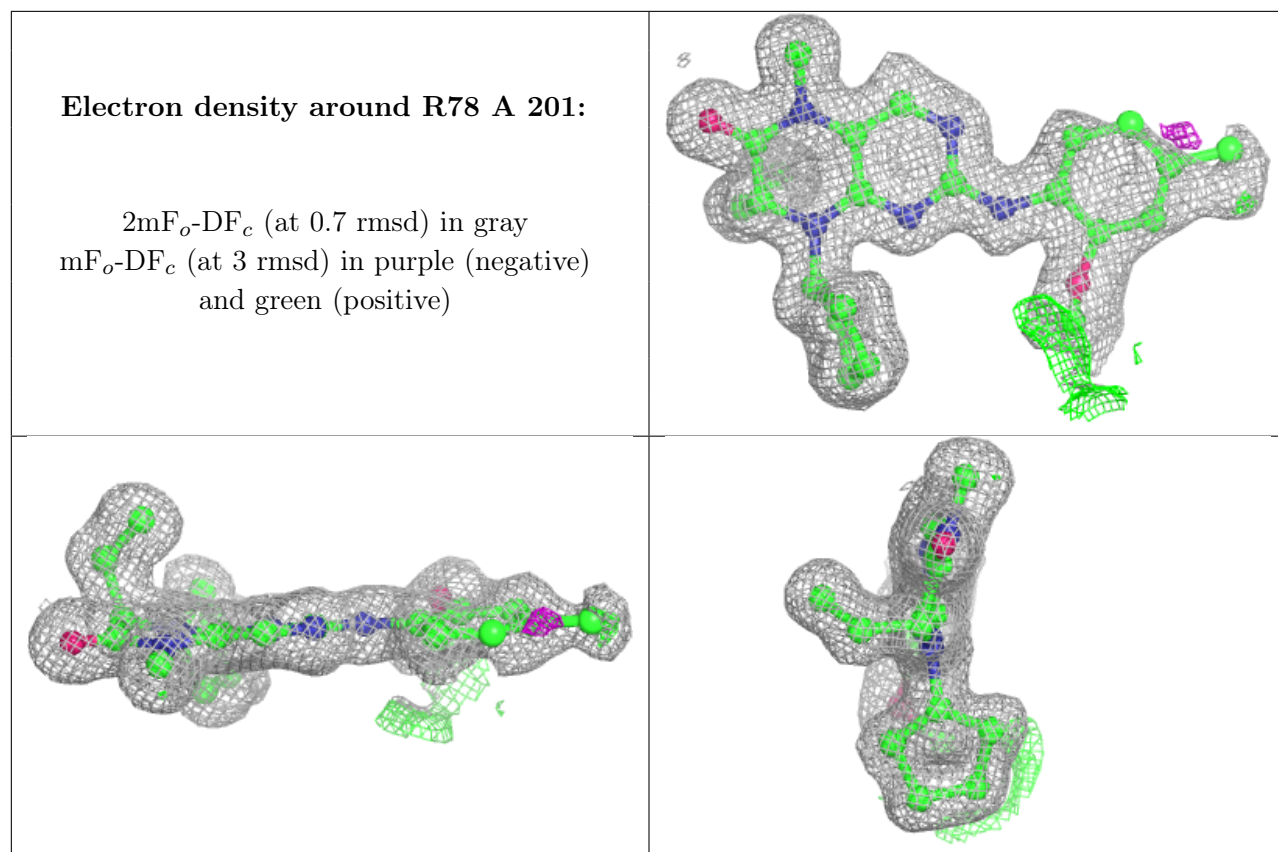 Electron density around R78 A 201:
2mFₒ-DF𝒸 (at 0.7 rmsd) in gray
mFₒ-DF𝒸 (at 3 rmsd) in purple (negative)
and green (positive)